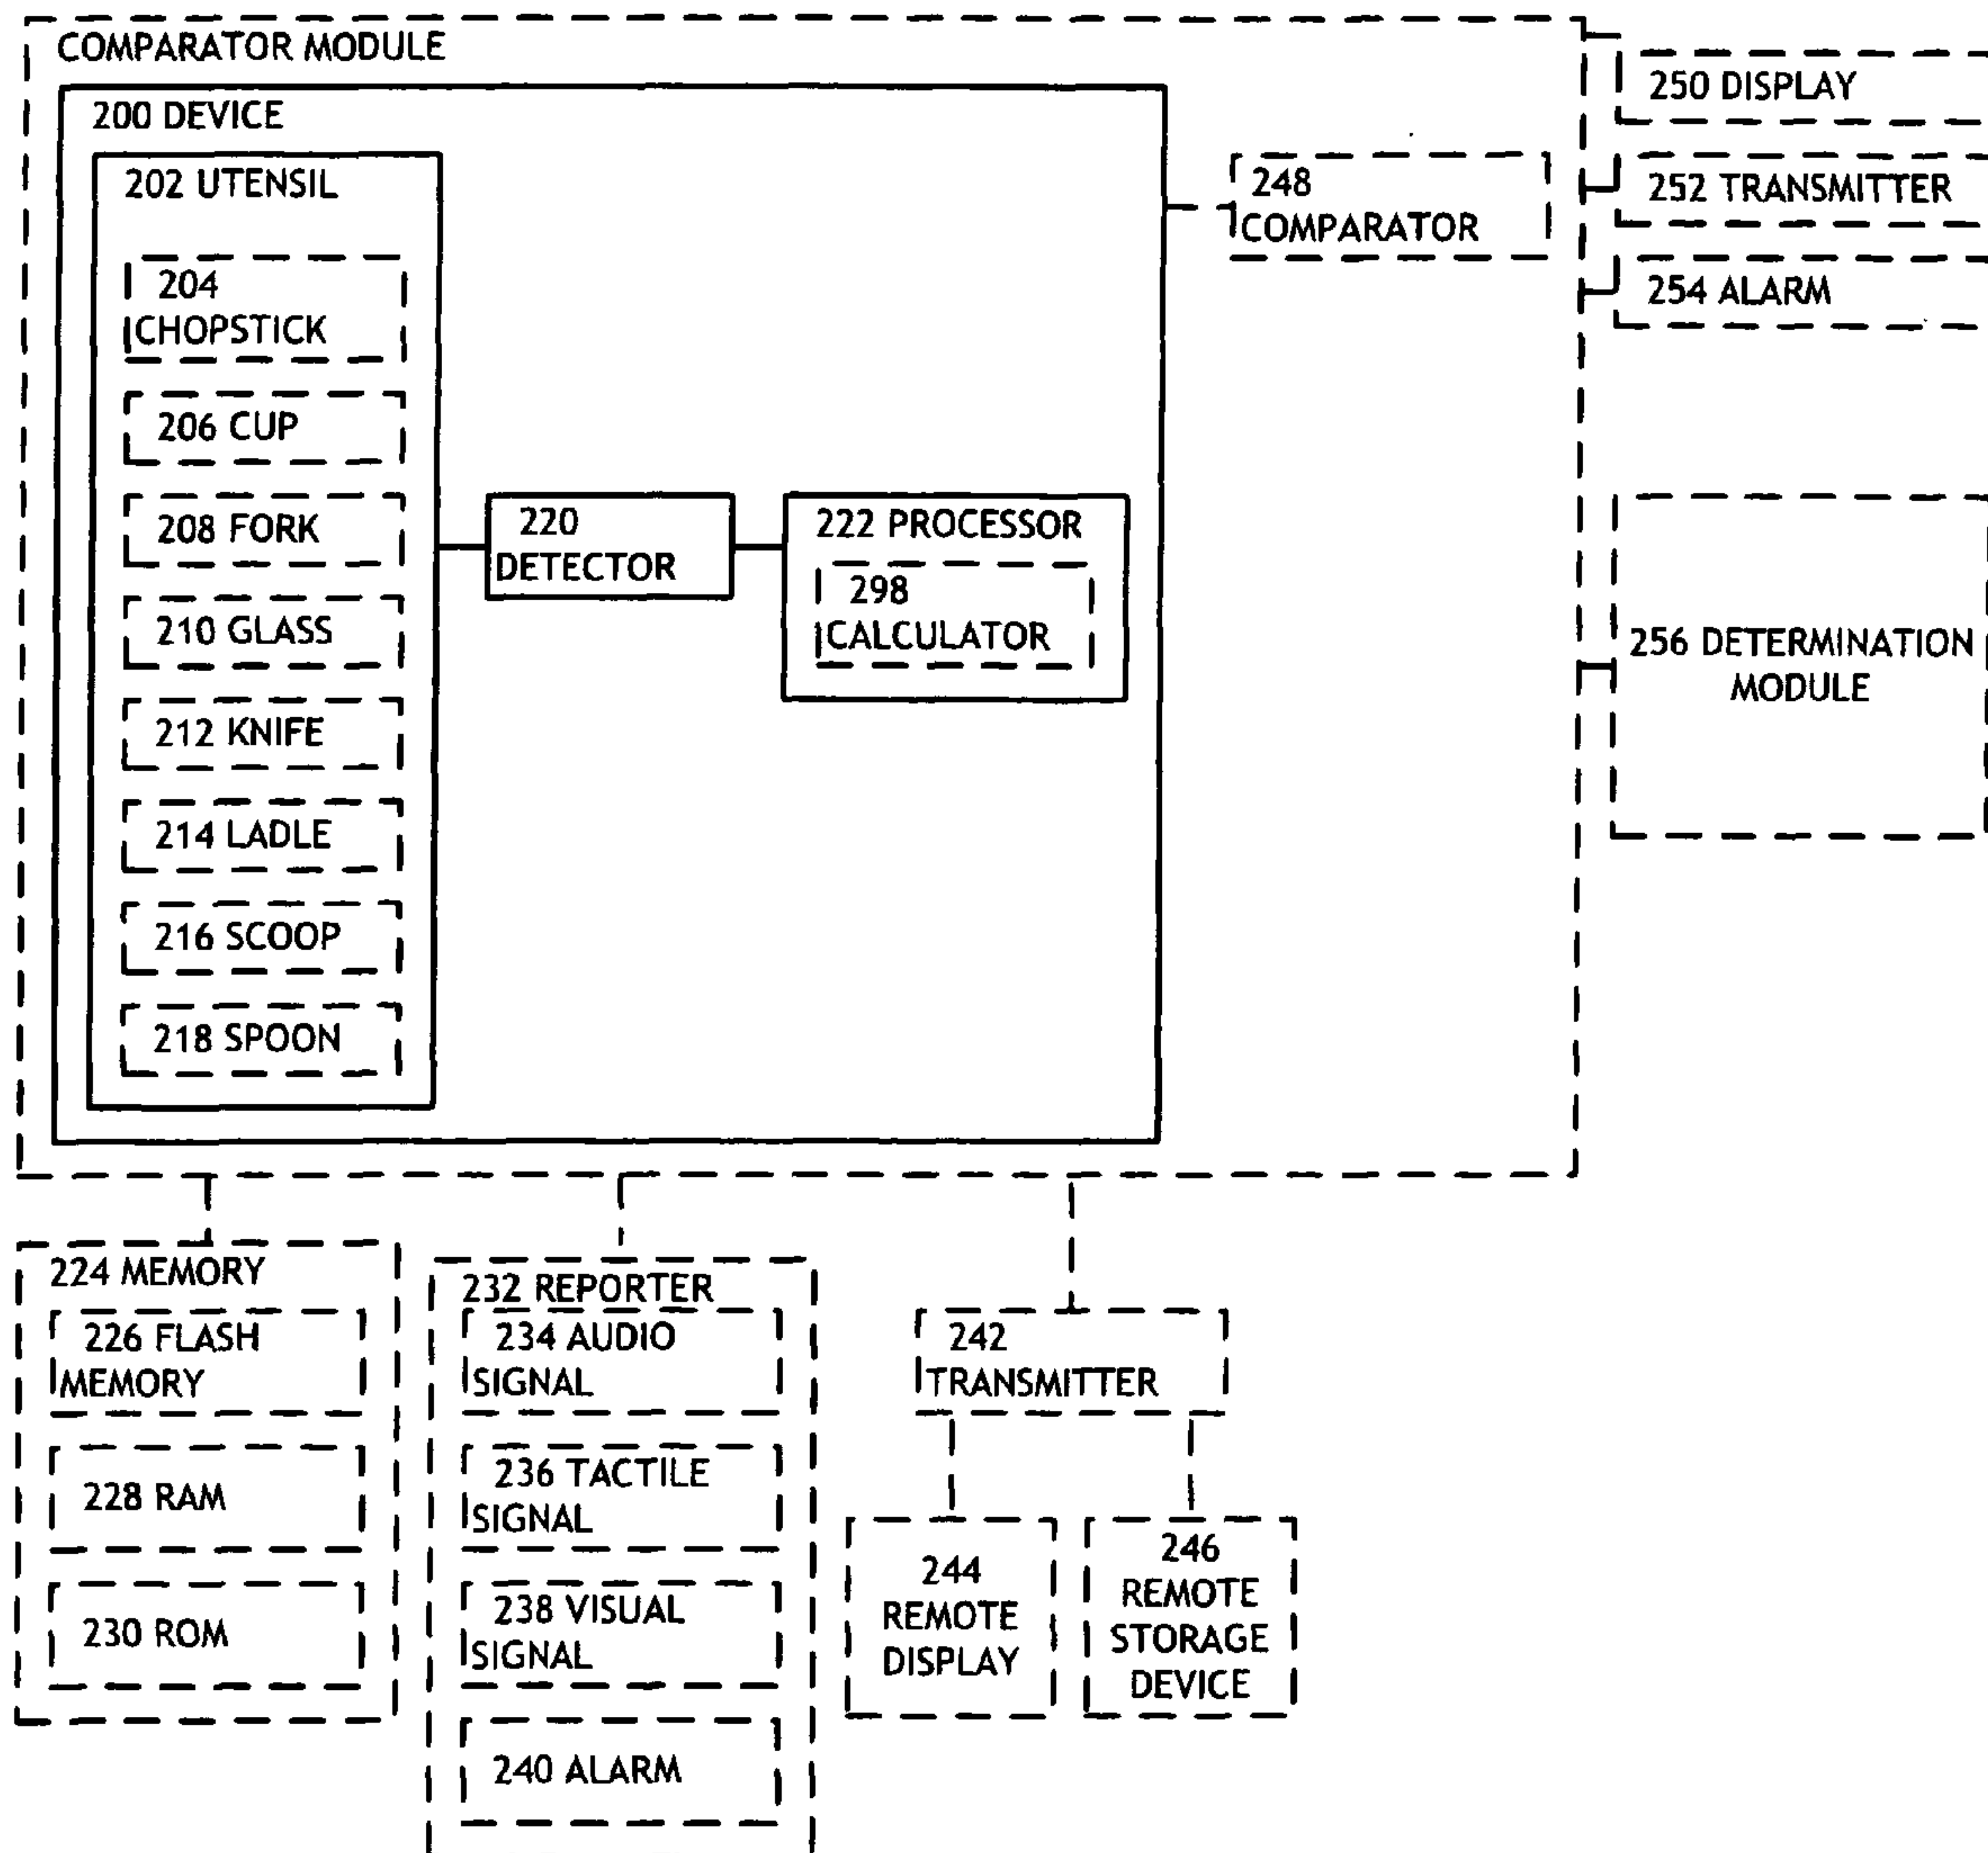 COMPARATOR MODULE
200 DEVICE
202 UTENSIL
204
CHOPSTICK
206 CUP
208 FORK
210 GLASS
212 KNIFE
214 LADLE
216 SCOOP
218 SPOON
220
DETECTOR
222 PROCESSOR
298
CALCULATOR
248
COMPARATOR
250 DISPLAY
252 TRANSMITTER
254 ALARM
256 DETERMINATION
MODULE
224 MEMORY
226 FLASH
MEMORY
228 RAM
230 ROM
232 REPORTER
234 AUDIO
SIGNAL
236 TACTILE
SIGNAL
238 VISUAL
SIGNAL
240 ALARM
242
TRANSMITTER
244
REMOTE
DISPLAY
246
REMOTE
STORAGE
DEVICE